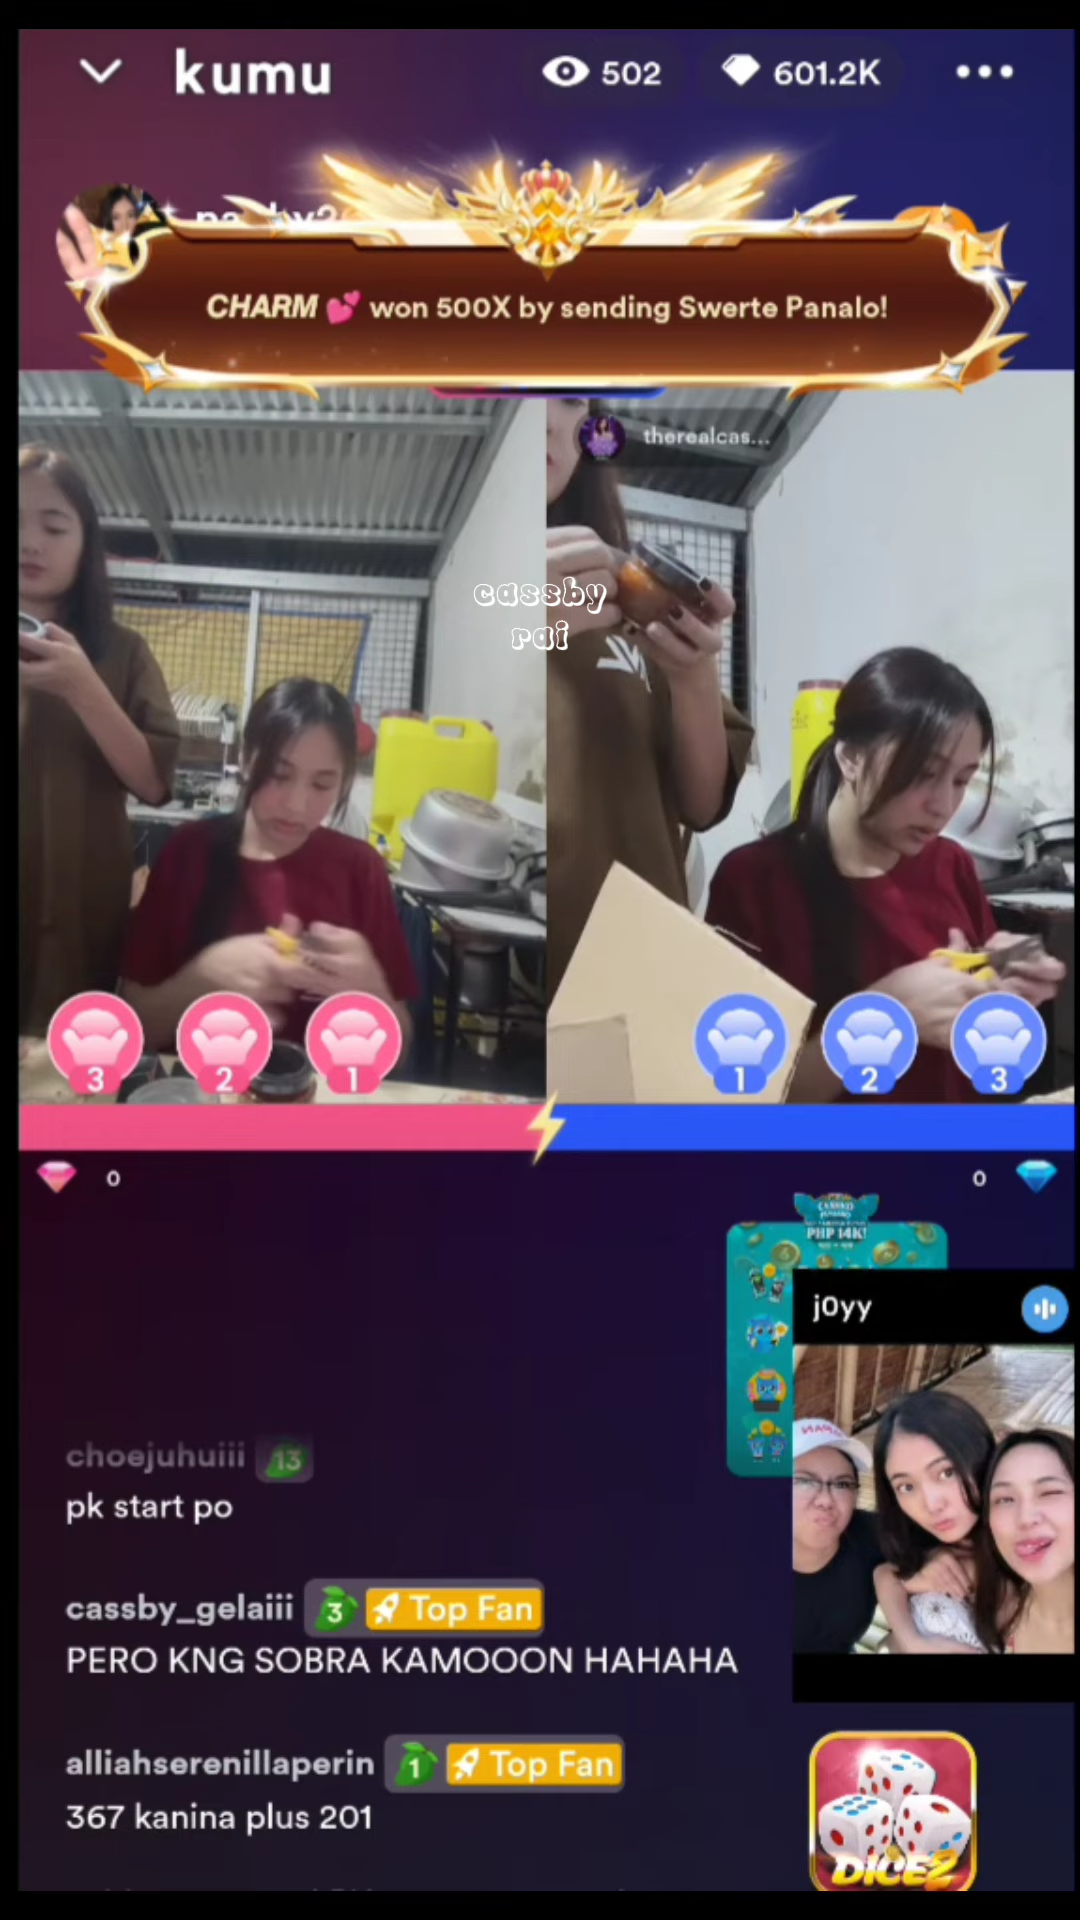 kumu
502
601.2K
CHARM 💕 won 500X by sending Swerte Panalo!
therealcas...
cassby
rai
3
2
1
1
2
3
0
0
PHP 14K!
j0yy
choejuhuiii 13
pk start po
cassby_gelaiii 3 Top Fan
PERO KNG SOBRA KAMOOON HAHAHA
alliahserenillaperin 1 Top Fan
367 kanina plus 201
DICE2